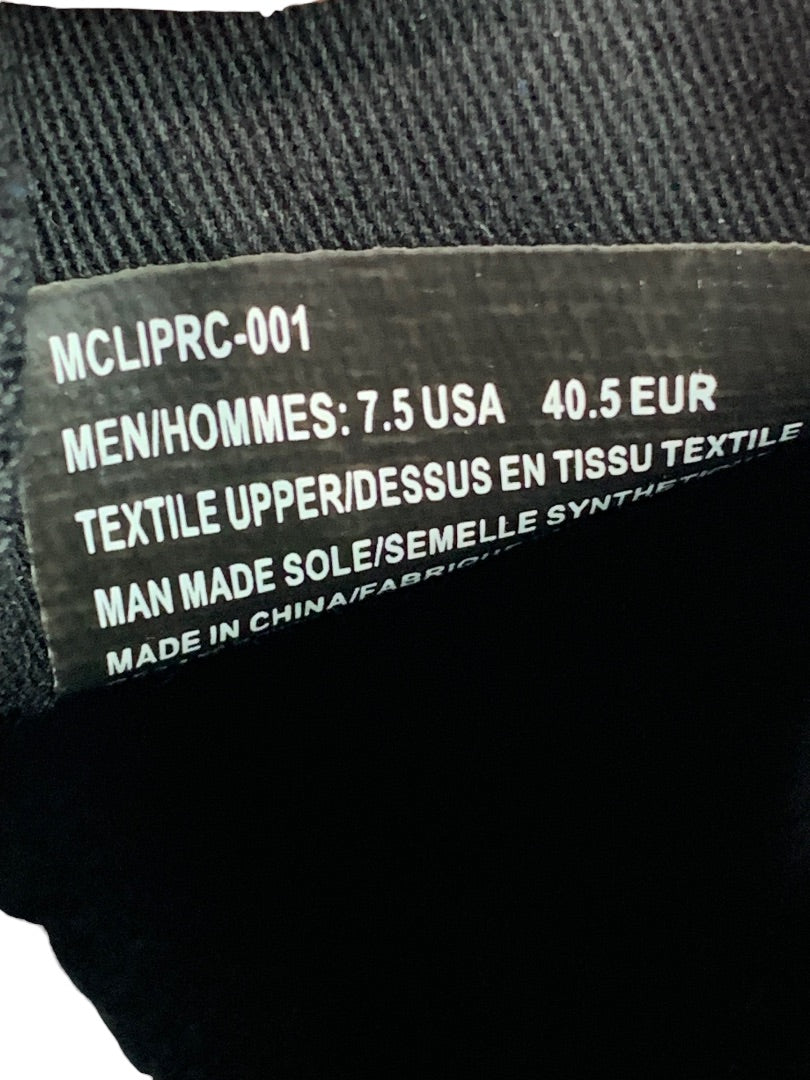 MCLIPRC-001
MEN/HOMMES: 7.5 USA 40.5 EUR
TEXTILE UPPER/DESSUS EN TISSU TEXTILE
MAN MADE SOLE/SEMELLE
MADE IN CHINA/